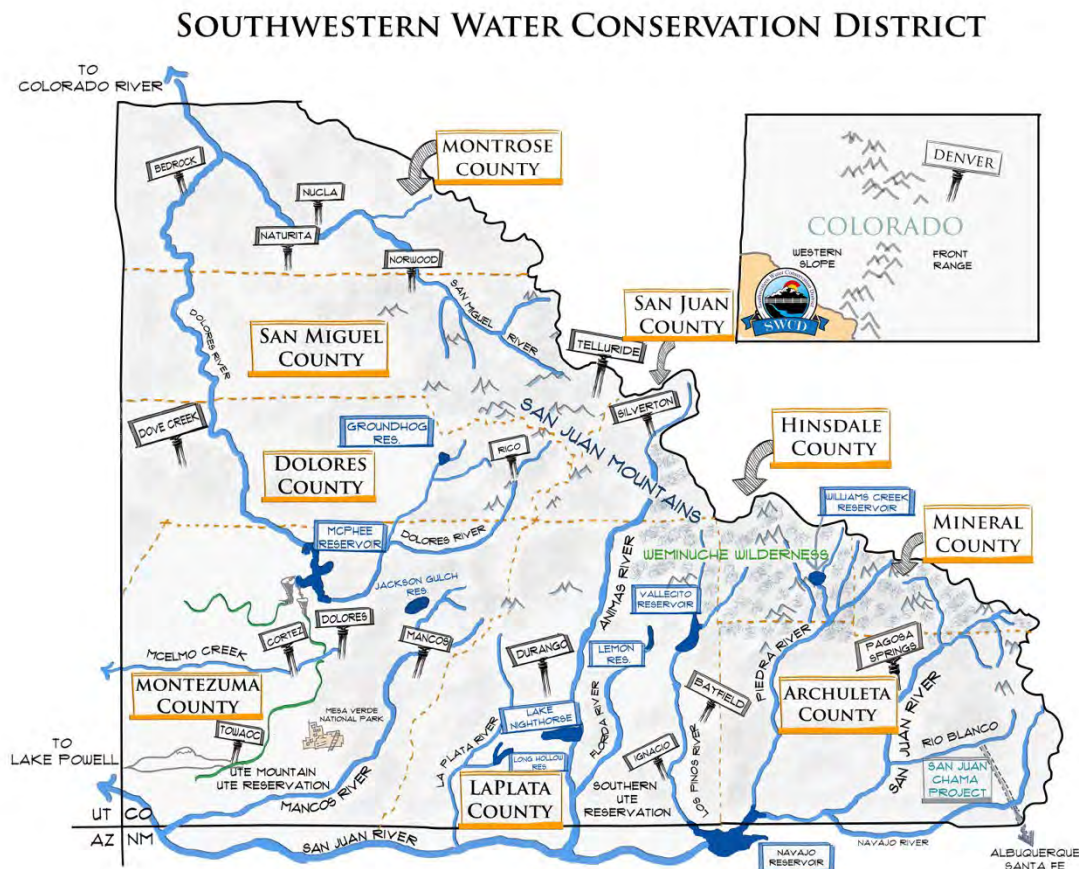 SOUTHWESTERN WATER CONSERVATION DISTRICT
TO
COLORADO RIVER
BEDROCK
NUCLA
NATURITA
MONTROSE
COUNTY
NORWOOD
DENVER
COLORADO
WESTERN
SLOPE
FRONT
RANGE
SWCD
DOLORES RIVER
SAN MIGUEL
COUNTY
SAN MIGUEL
RIVER
SAN JUAN
COUNTY
TELLURIDE
SILVERTON
DOVE CREEK
GROUNDHOG
RES.
RICO
SAN JUAN MOUNTAINS
HINSDALE
COUNTY
DOLORES
COUNTY
WILLIAMS CREEK
RESERVOIR
MCPHEE
RESERVOIR
DOLORES RIVER
WEMINUCHE WILDERNESS
MINERAL
COUNTY
JACKSON GULCH
RES.
VALLECITO
RESERVOIR
ANIMAS RIVER
DOLORES
CORTEZ
MANCOS
DURANGO
LEMON
RES.
PIEDRA RIVER
PAGOSA
SPRINGS
MCELMO CREEK
MONTEZUMA
COUNTY
BAYFIELD
ARCHULETA
COUNTY
MESA VERDE
NATIONAL PARK
LAKE
NIGHTHORSE
FLORIDA RIVER
SAN JUAN RIVER
TOWAOC
LA PLATA RIVER
IGNACIO
RIO BLANCO
TO
LAKE POWELL
LONG HOLLOW
RES.
LOS PINOS RIVER
SAN JUAN
CHAMA
PROJECT
UTE MOUNTAIN
UTE RESERVATION
MANCOS RIVER
LAPLATA
COUNTY
SOUTHERN
UTE
RESERVATION
UT CO
AZ NM
SAN JUAN RIVER
NAVAJO
RESERVOIR
NAVAJO RIVER
ALBUQUERQUE
SANTA FE